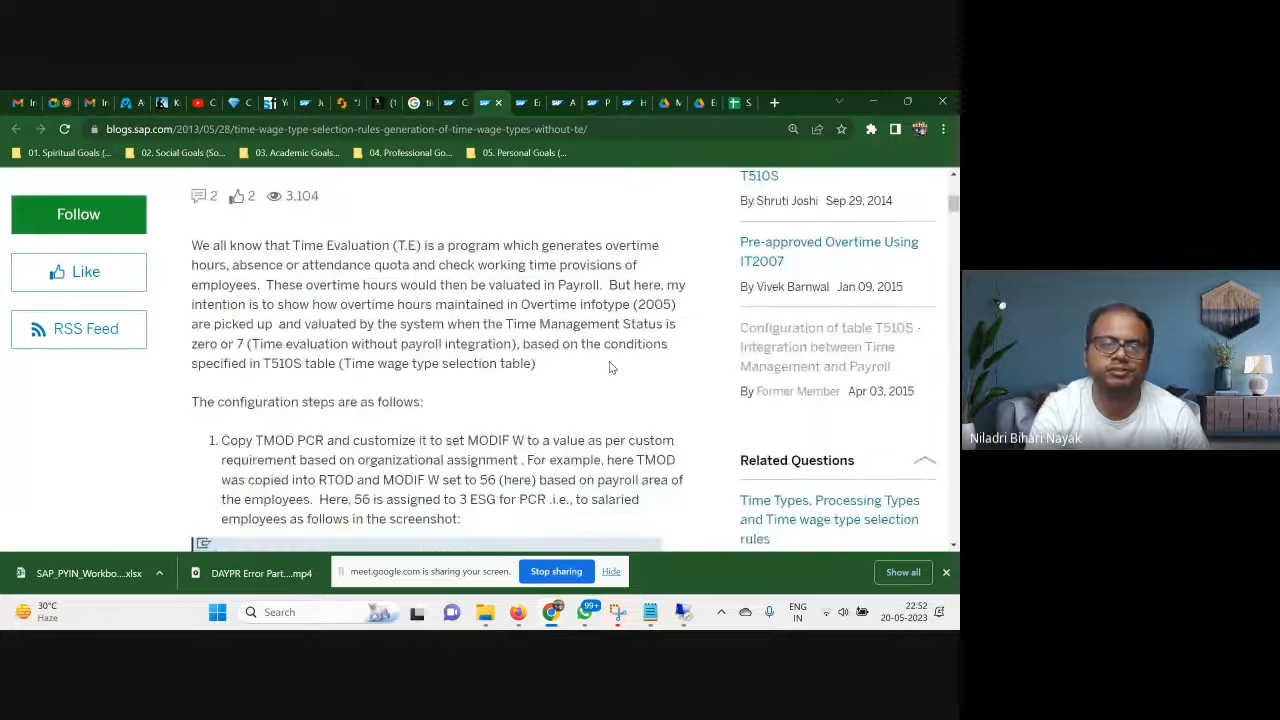 blogs.sap.com/2013/05/28/time-wage-type-selection-rules-generation-of-time-wage-types-without-te/
01. Spiritual Goals (...
02. Social Goals (So...
03. Academic Goals...
04. Professional Go...
05. Personal Goals (...
Follow
Like
RSS Feed
2 2 3,104
We all know that Time Evaluation (T.E) is a program which generates overtime
hours, absence or attendance quota and check working time provisions of
employees. These overtime hours would then be valuated in Payroll. But here, my
intention is to show how overtime hours maintained in Overtime infotype (2005)
are picked up and valuated by the system when the Time Management Status is
zero or 7 (Time evaluation without payroll integration), based on the conditions
specified in T510S table (Time wage type selection table)
The configuration steps are as follows:
1. Copy TMOD PCR and customize it to set MODIF W to a value as per custom
requirement based on organizational assignment . For example, here TMOD
was copied into RTOD and MODIF W set to 56 (here) based on payroll area of
the employees. Here, 56 is assigned to 3 ESG for PCR .i.e., to salaried
employees as follows in the screenshot:
T510S
By Shruti Joshi Sep 29, 2014
Pre-approved Overtime Using
IT2007
By Vivek Barnwal Jan 09, 2015
Configuration of table T510S -
Integration between Time
Management and Payroll
By Former Member Apr 03, 2015
Related Questions
Time Types, Processing Types
and Time wage type selection
rules
Niladri Bihari Nayak
SAP_PYIN_Workbo....xlsx
DAYPR Error Part....mp4
meet.google.com is sharing your screen.
Stop sharing
Hide
Show all
30°C
Haze
Search
99+
ENG
IN
22:52
20-05-2023